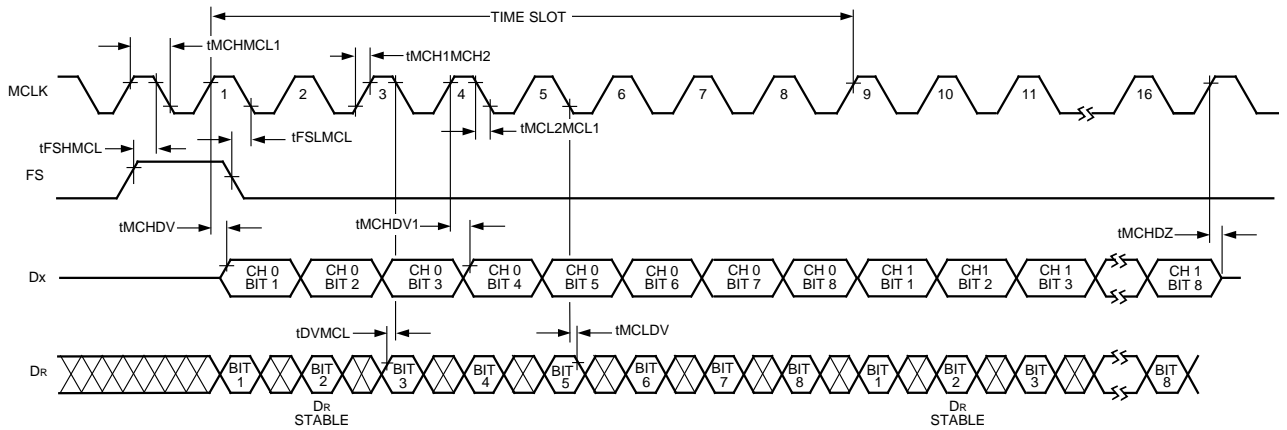 TIME SLOT
tMCHMCL1
tMCH1MCH2
MCLK
1 2 3 4 5 6 7 8 9 10 11 16
tFSHMCL
tFSLMCL
tMCL2MCL1
FS
tMCHDV
tMCHDV1
tMCHDZ
DX
CH 0 CH 0 CH 0 CH 0 CH 0 CH 0 CH 0 CH 0 CH 1 CH1 CH 1 CH 1
BIT 1 BIT 2 BIT 3 BIT 4 BIT 5 BIT 6 BIT 7 BIT 8 BIT 1 BIT 2 BIT 3 BIT 8
tDVMCL
tMCLDV
DR
BIT BIT BIT BIT BIT BIT BIT BIT BIT BIT BIT BIT
1 2 3 4 5 6 7 8 1 2 3 8
DR DR
STABLE STABLE